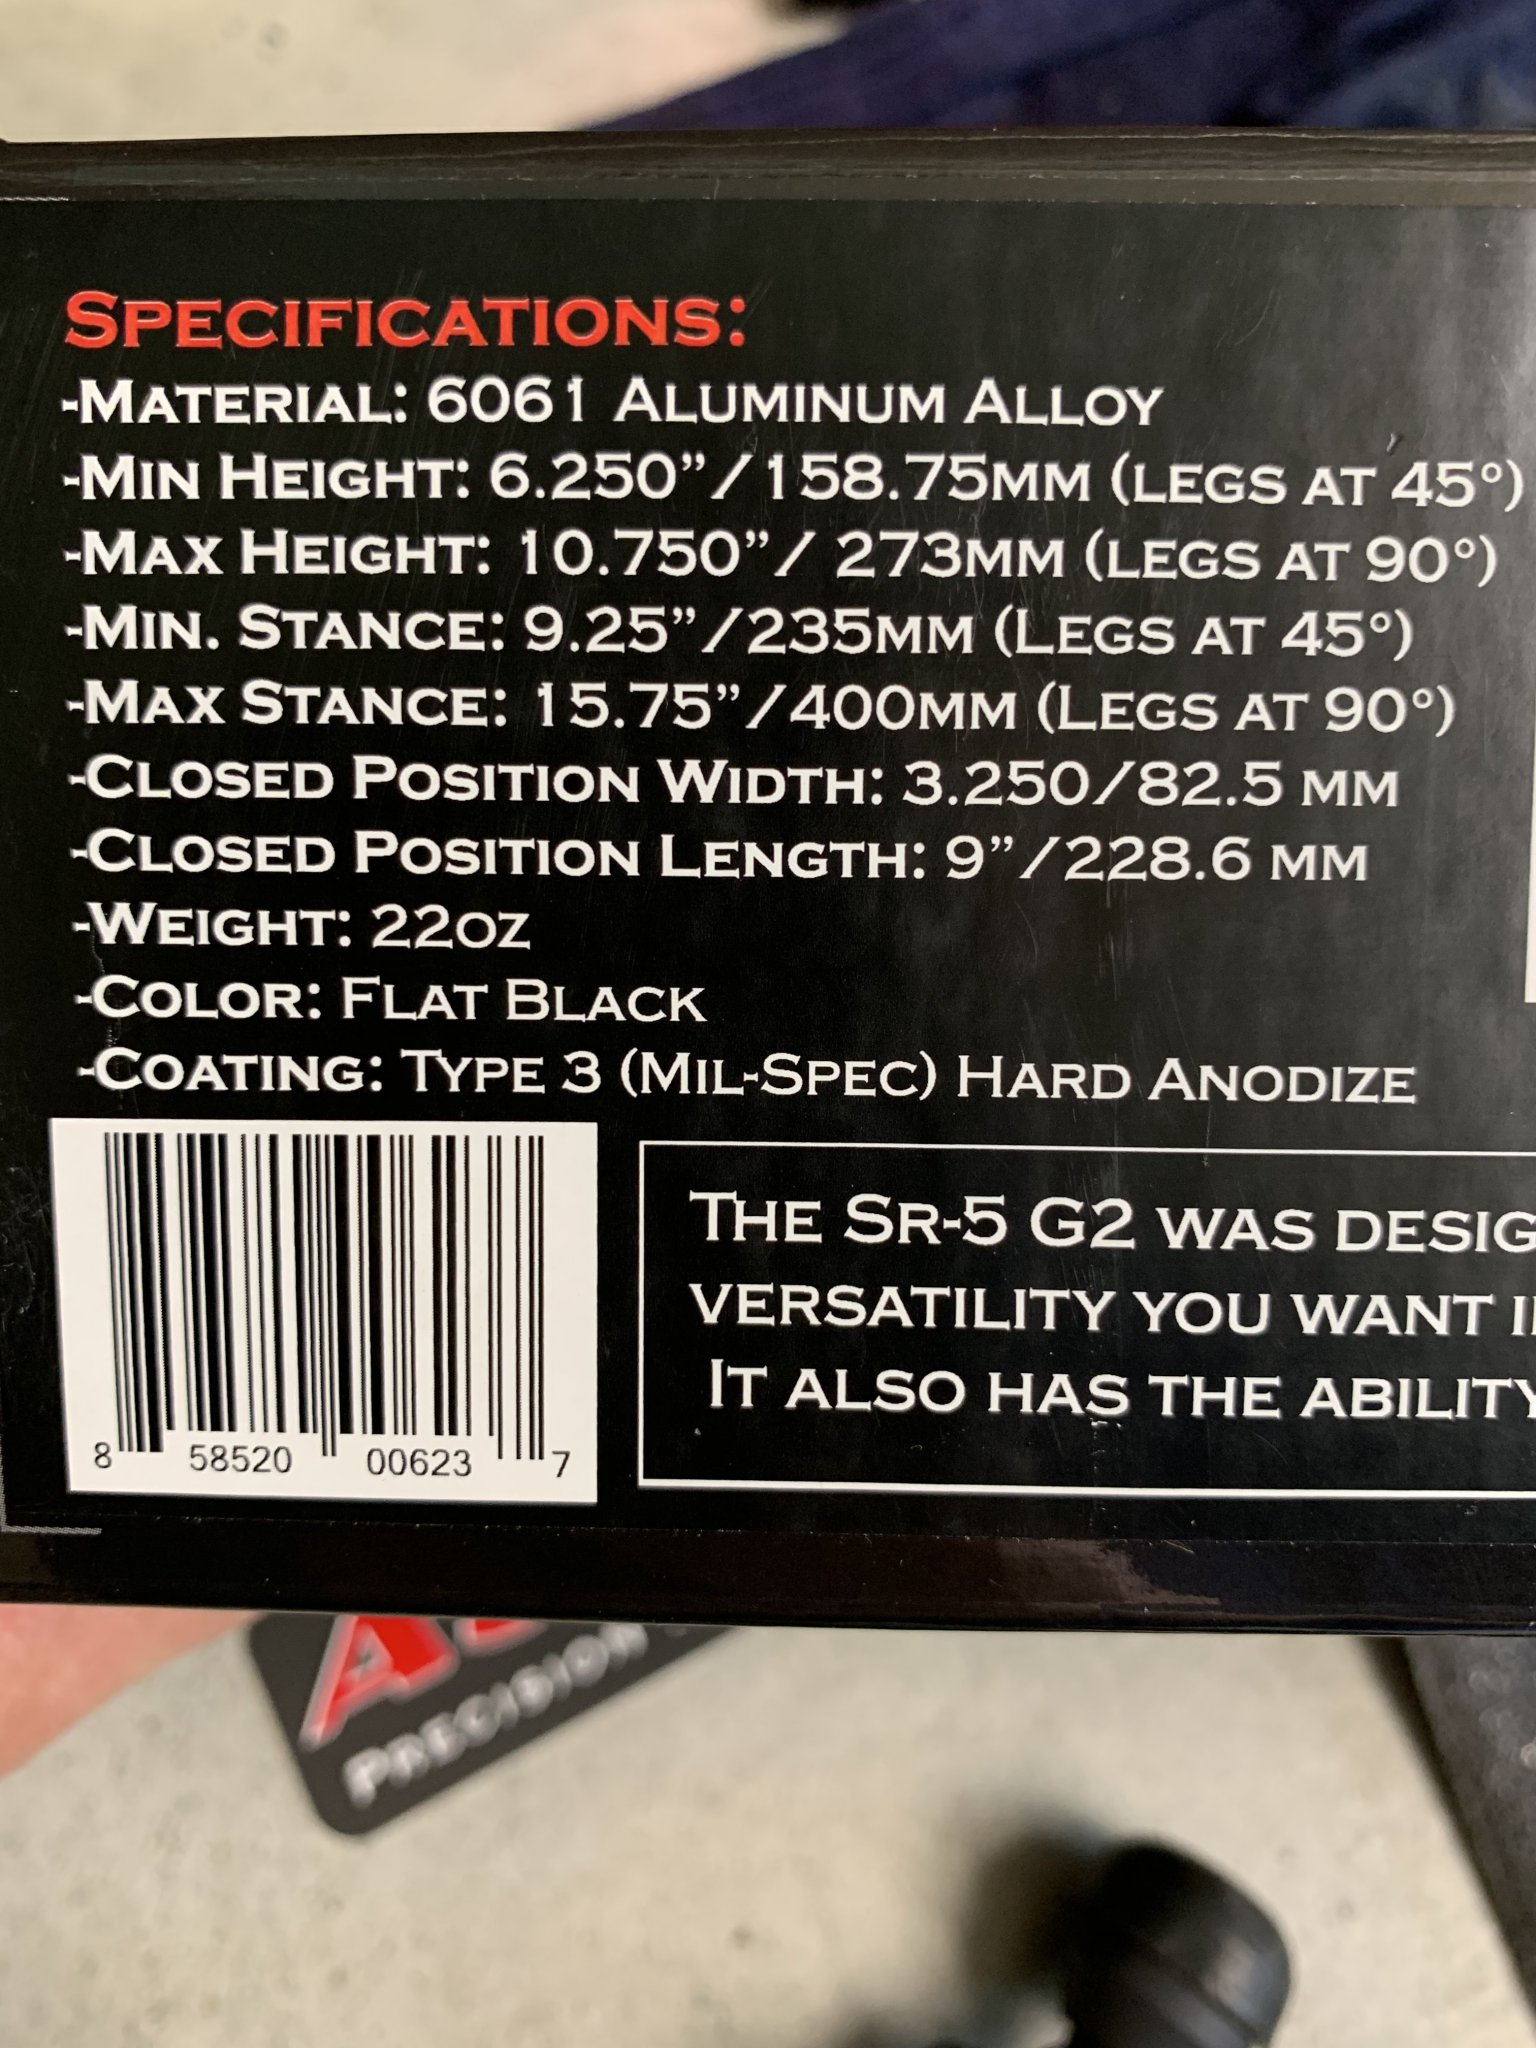 SPECIFICATIONS:
-MATERIAL: 6061 ALUMINUM ALLOY
-MIN HEIGHT: 6.250”/158.75MM (LEGS AT 45°)
-MAX HEIGHT: 10.750”/ 273MM (LEGS AT 90°)
-MIN. STANCE: 9.25”/235MM (LEGS AT 45°)
-MAX STANCE: 15.75”/400MM (LEGS AT 90°)
-CLOSED POSITION WIDTH: 3.250/82.5 MM
-CLOSED POSITION LENGTH: 9”/228.6 MM
-WEIGHT: 22OZ
-COLOR: FLAT BLACK
-COATING: TYPE 3 (MIL-SPEC) HARD ANODIZE
THE SR-5 G2 WAS
VERSATILITY YOU WANT
IT ALSO HAS THE ABILITY
8 58520 00623 7
PRECISION